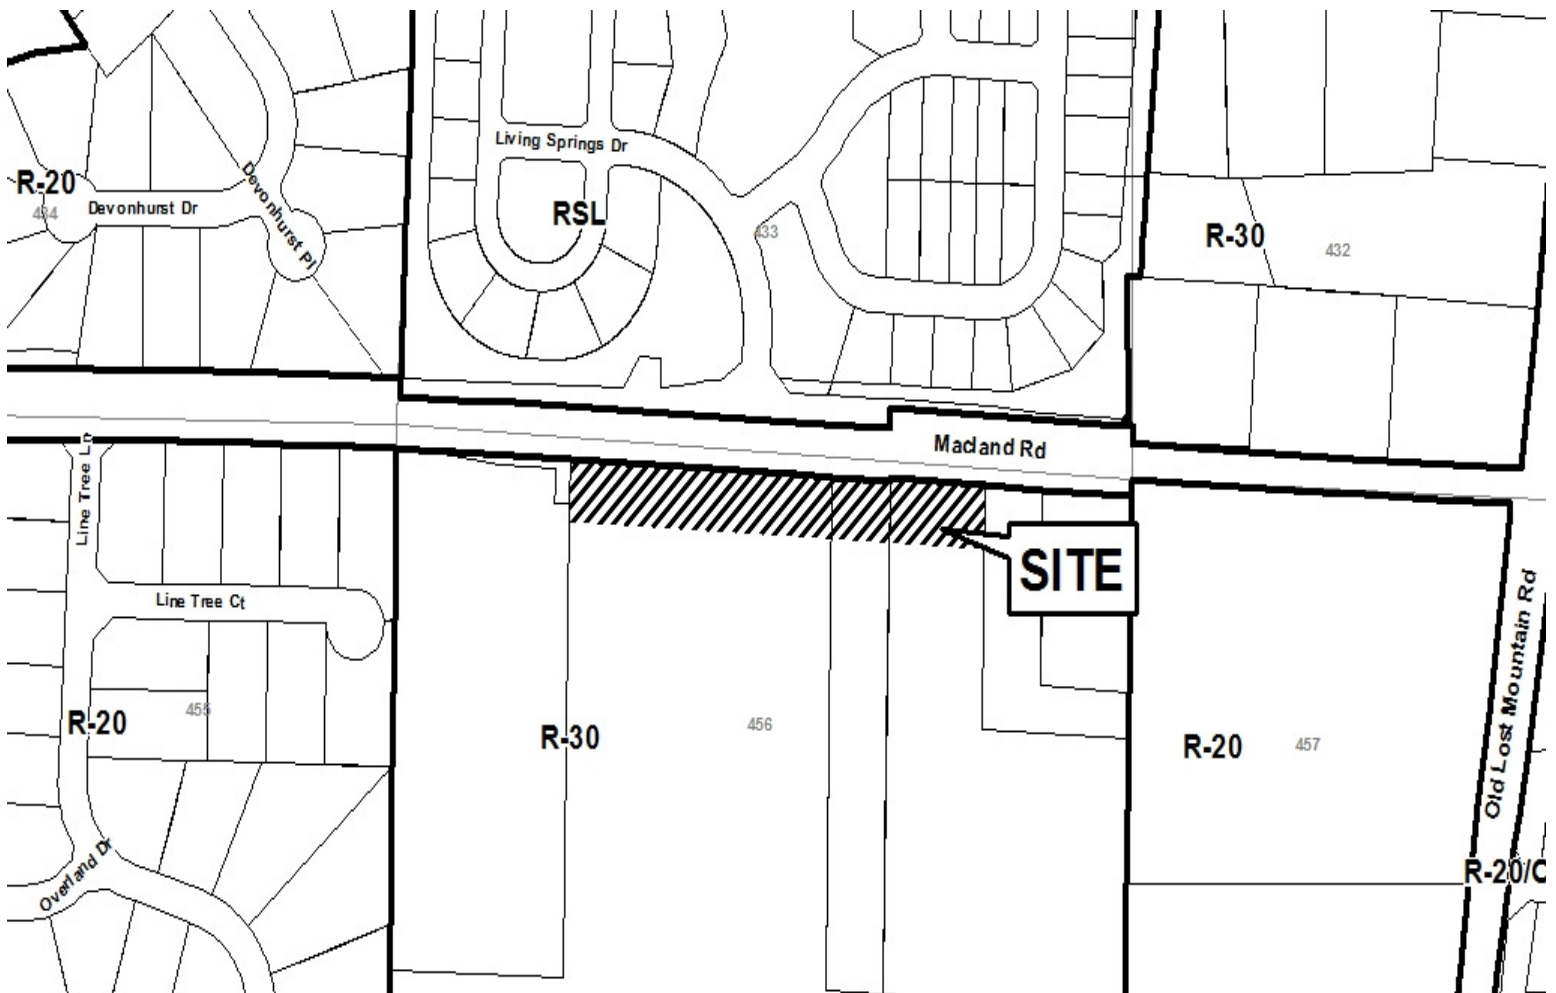 Living Springs Dr
R-20
434
Devonhurst Dr
Devonhurst Pl
RSL
433
R-30
432
Macland Rd
Line Tree Ln
SITE
Line Tree Ct
R-20
455
R-30
456
R-20
457
Old Lost Mountain Rd
Overland Dr
R-20/O